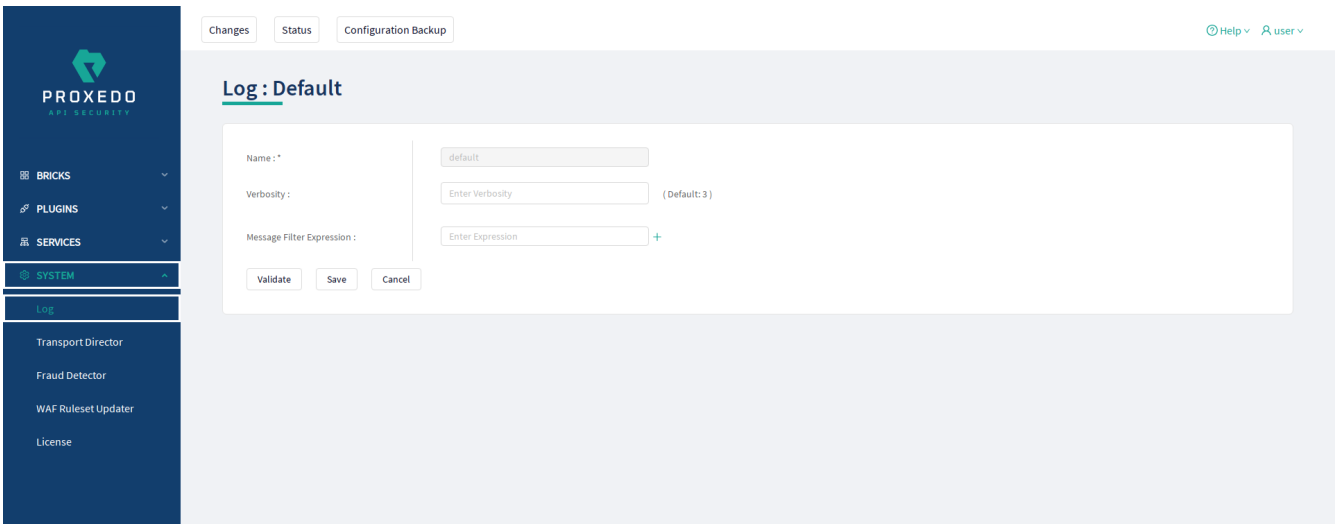 Changes Status Configuration Backup Help user
PROXEDO
API SECURITY
BRICKS
PLUGINS
SERVICES
SYSTEM
Log
Transport Director
Fraud Detector
WAF Ruleset Updater
License
Log : Default
Name : * default
Verbosity : Enter Verbosity ( Default: 3 )
Message Filter Expression : Enter Expression +
Validate Save Cancel